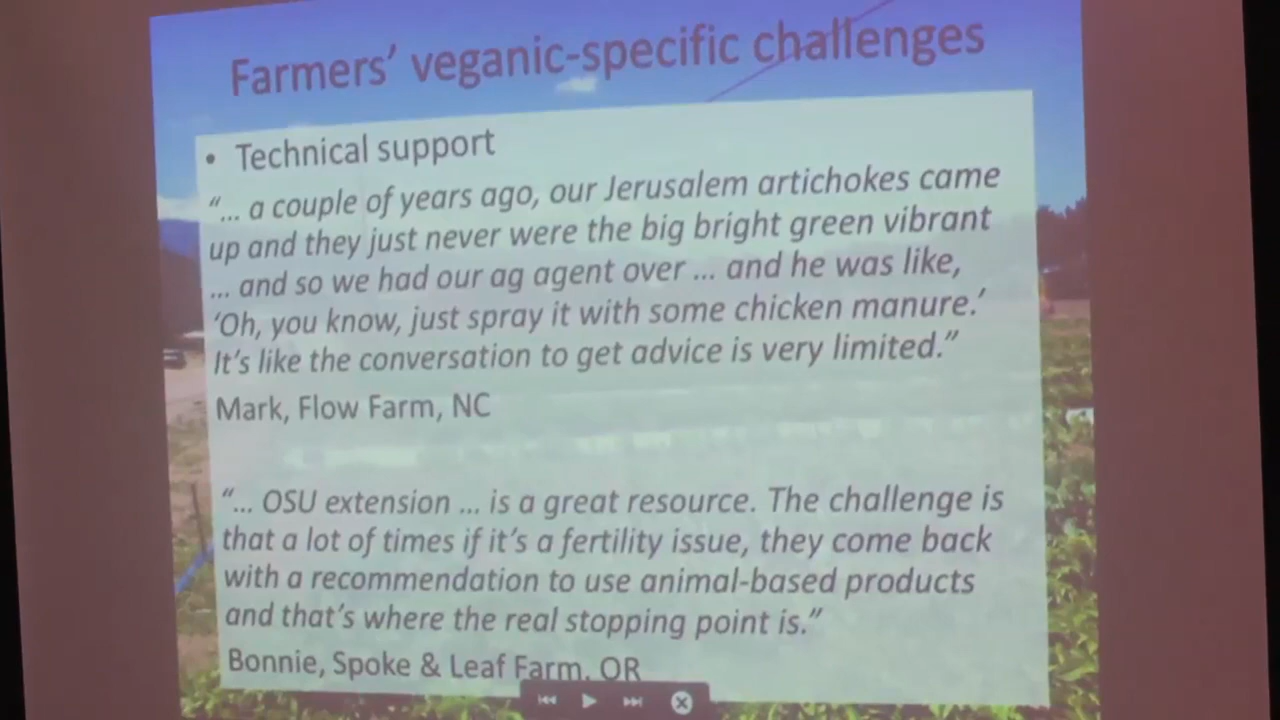 Farmers’ veganic-specific challenges
• Technical support
“... a couple of years ago, our Jerusalem artichokes came
up and they just never were the big bright green vibrant
... and so we had our ag agent over ... and he was like,
‘Oh, you know, just spray it with some chicken manure.’
It’s like the conversation to get advice is very limited.”
Mark, Flow Farm, NC
“... OSU extension ... is a great resource. The challenge is
that a lot of times if it’s a fertility issue, they come back
with a recommendation to use animal-based products
and that’s where the real stopping point is.”
Bonnie, Spoke & Leaf Farm, OR